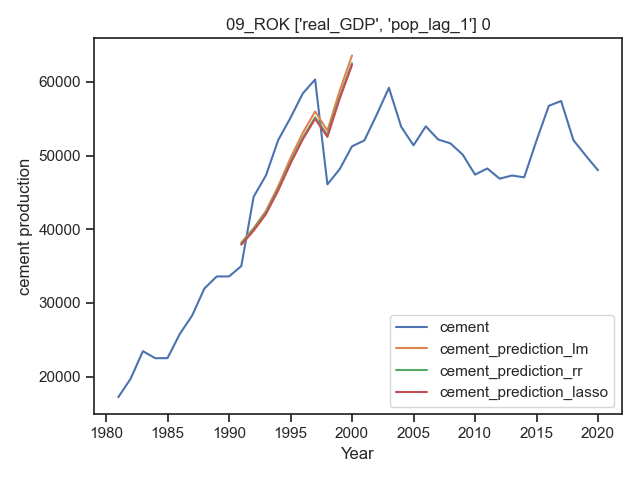 09_ROK ['real_GDP', 'pop_lag_1'] 0
cement production
60000
50000
40000
30000
20000
cement
cement_prediction_lm
cement_prediction_rr
cement_prediction_lasso
1980 1985 1990 1995 2000 2005 2010 2015 2020
Year